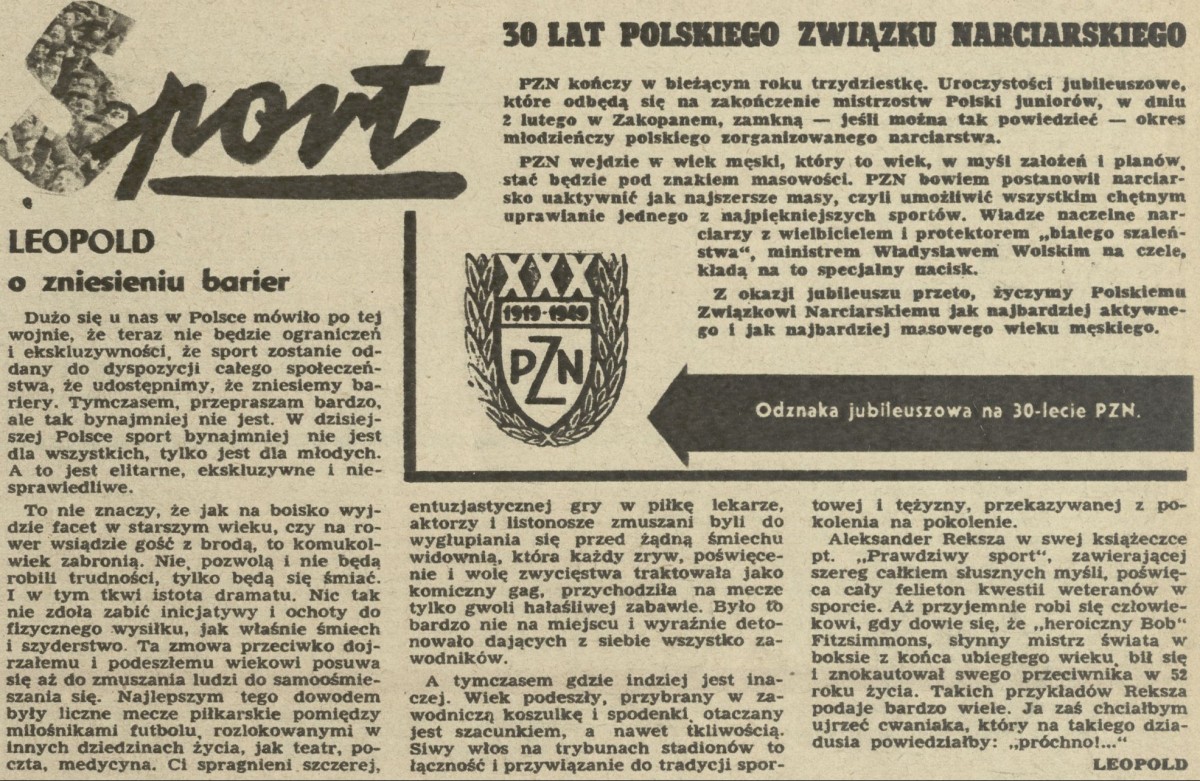 Sport
30 LAT POLSKIEGO ZWIĄZKU NARCIARSKIEGO
PZN kończy w bieżącym roku trzydziestkę. Uroczystości jubileuszowe,
które odbędą się na zakończenie mistrzostw Polski juniorów, w dniu
2 lutego w Zakopanem, zamkną — jeśli można tak powiedzieć — okres
młodzieńczy polskiego zorganizowanego narciarstwa.
PZN wejdzie w wiek męski, który to wiek, w myśl założeń i planów,
stać będzie pod znakiem masowości. PZN bowiem postanowił narciar-
sko uaktywnić jak najszersze masy, czyli umożliwić wszystkim chętnym
uprawianie jednego z najpiękniejszych sportów. Władze naczelne nar-
ciarzy z wielbicielem i protektorem „białego szaleń-
stwa“, ministrem Władysławem Wolskim na czele,
kładą na to specjalny nacisk.
Z okazji jubileuszu przeto, życzymy Polskiemu
Związkowi Narciarskiemu jak najbardziej aktywne-
go i jak najbardziej masowego wieku męskiego.
XXX
1919-1949
PZN
Odznaka jubileuszowa na 30-lecie PZN.
LEOPOLD
o zniesieniu barier
Dużo się u nas w Polsce mówiło po tej
wojnie, że teraz nie będzie ograniczeń
i ekskluzywności, że sport zostanie od-
dany do dyspozycji całego społeczeń-
stwa, że udostępnimy, że zniesiemy ba-
riery. Tymczasem, przepraszam bardzo,
ale tak bynajmniej nie jest. W dzisiej-
szej Polsce sport bynajmniej nie jest
dla wszystkich, tylko jest dla młodych.
A to jest elitarne, ekskluzywne i nie-
sprawiedliwe.
To nie znaczy, że jak na boisko wyj-
dzie facet w starszym wieku, czy na ro-
wer wsiądzie gość z brodą, to komukol-
wiek zabronią. Nie, pozwolą i nie będą
robili trudności, tylko będą się śmiać.
I w tym tkwi istota dramatu. Nic tak
nie zdoła zabić inicjatywy i ochoty do
fizycznego wysiłku, jak właśnie śmiech
i szyderstwo. Ta zmowa przeciwko doj-
rzałemu i podeszłemu wiekowi posuwa
się aż do zmuszania ludzi do samoośmie-
szania się. Najlepszym tego dowodem
były liczne mecze piłkarskie pomiędzy
miłośnikami futbolu, rozlokowanymi w
innych dziedzinach życia, jak teatr, po-
czta, medycyna. Ci spragnieni szczerej,
entuzjastycznej gry w piłkę lekarze,
aktorzy i listonosze zmuszani byli do
wygłupiania się przed żądną śmiechu
widownią, która każdy zryw, poświęce-
nie i wolę zwycięstwa traktowała jako
komiczny gag, przychodziła na mecze
tylko gwoli hałaśliwej zabawie. Było to
bardzo nie na miejscu i wyraźnie deto-
nowało dających z siebie wszystko za-
wodników.
A tymczasem gdzie indziej jest ina-
czej. Wiek podeszły, przybrany w za-
wodniczą koszulkę i spodenki, otaczany
jest szacunkiem, a nawet tkliwością.
Siwy włos na trybunach stadionów to
łączność i przywiązanie do tradycji spor-
towej i tężyzny, przekazywanej z po-
kolenia na pokolenie.
Aleksander Reksza w swej książeczce
pt. „Prawdziwy sport“, zawierającej
szereg całkiem słusznych myśli, poświę-
ca cały felieton kwestii weteranów w
sporcie. Aż przyjemnie robi się człowie-
kowi, gdy dowie się, że „heroiczny Bob“
Fitzsimmons, słynny mistrz świata w
boksie z końca ubiegłego wieku, bił się
i znokautował swego przeciwnika w 52
roku życia. Takich przykładów Reksza
podaje bardzo wiele. Ja zaś chciałbym
ujrzeć cwaniaka, który na takiego dzia-
dusia powiedziałby: „próchno!...“
LEOPOLD